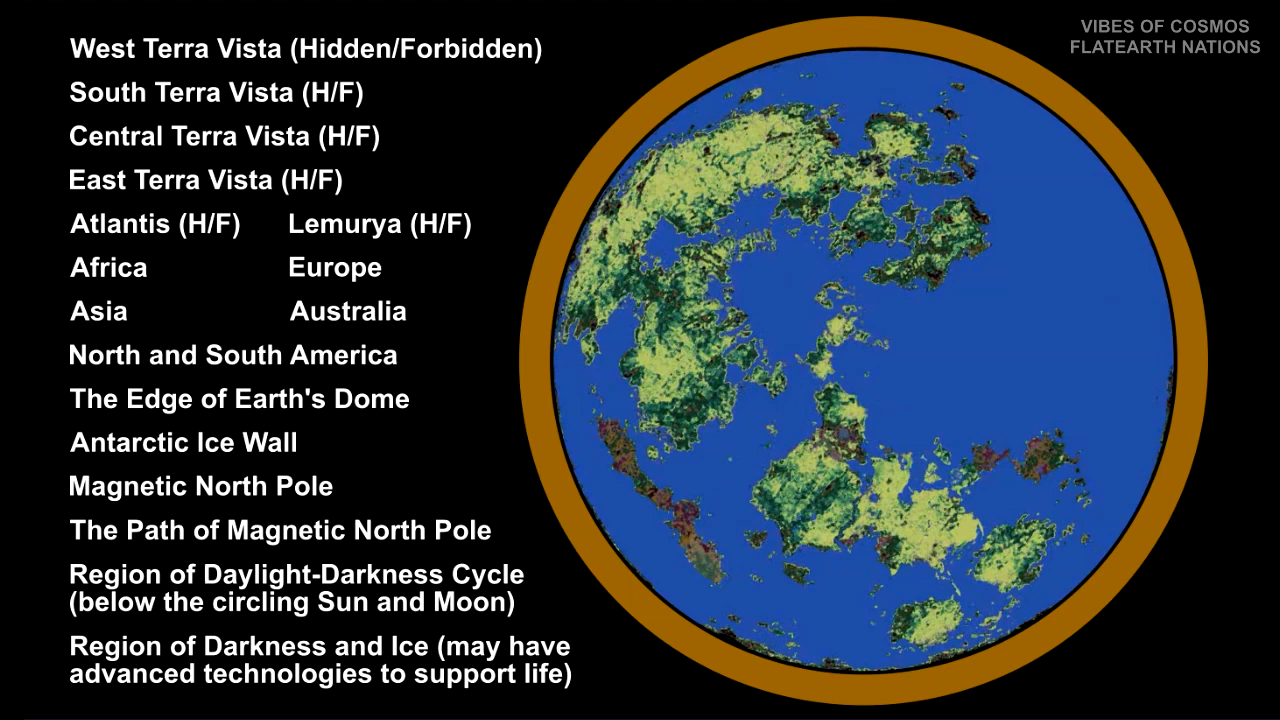 VIBES OF COSMOS
FLATEARTH NATIONS
West Terra Vista (Hidden/Forbidden)
South Terra Vista (H/F)
Central Terra Vista (H/F)
East Terra Vista (H/F)
Atlantis (H/F) Lemurya (H/F)
Africa Europe
Asia Australia
North and South America
The Edge of Earth's Dome
Antarctic Ice Wall
Magnetic North Pole
The Path of Magnetic North Pole
Region of Daylight-Darkness Cycle
(below the circling Sun and Moon)
Region of Darkness and Ice (may have
advanced technologies to support life)